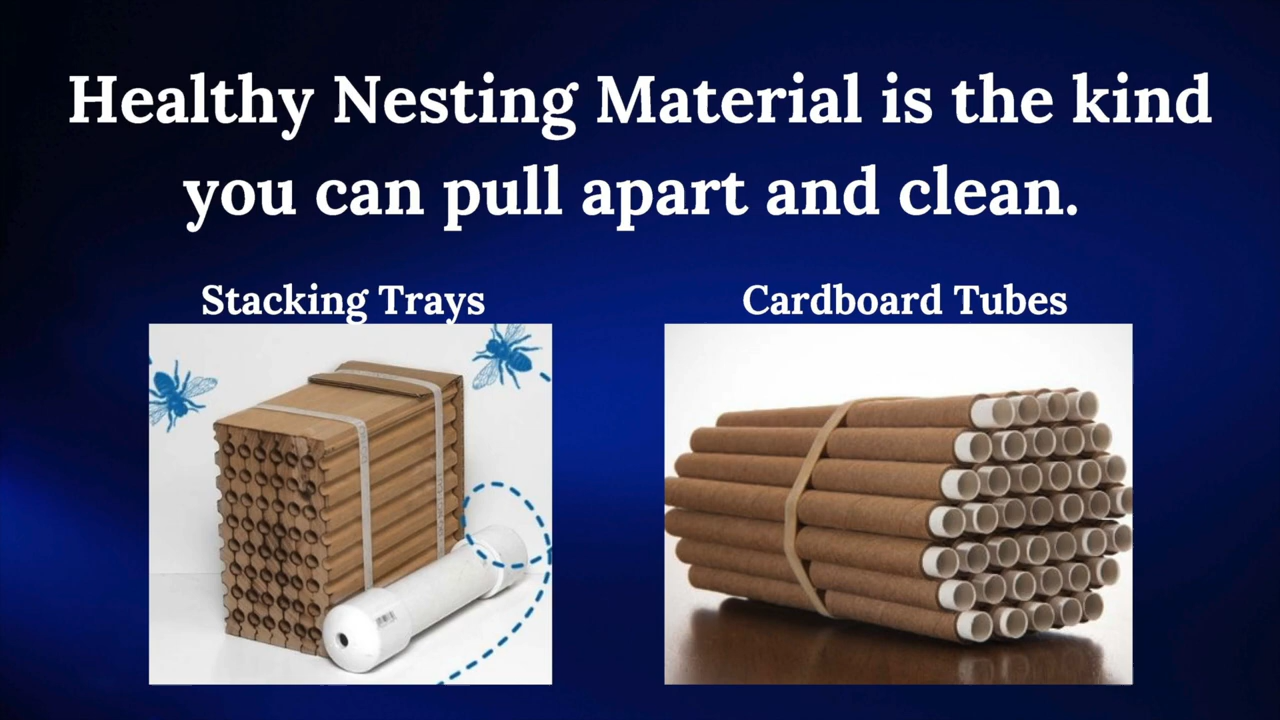 Healthy Nesting Material is the kind
you can pull apart and clean.
Stacking Trays
Cardboard Tubes